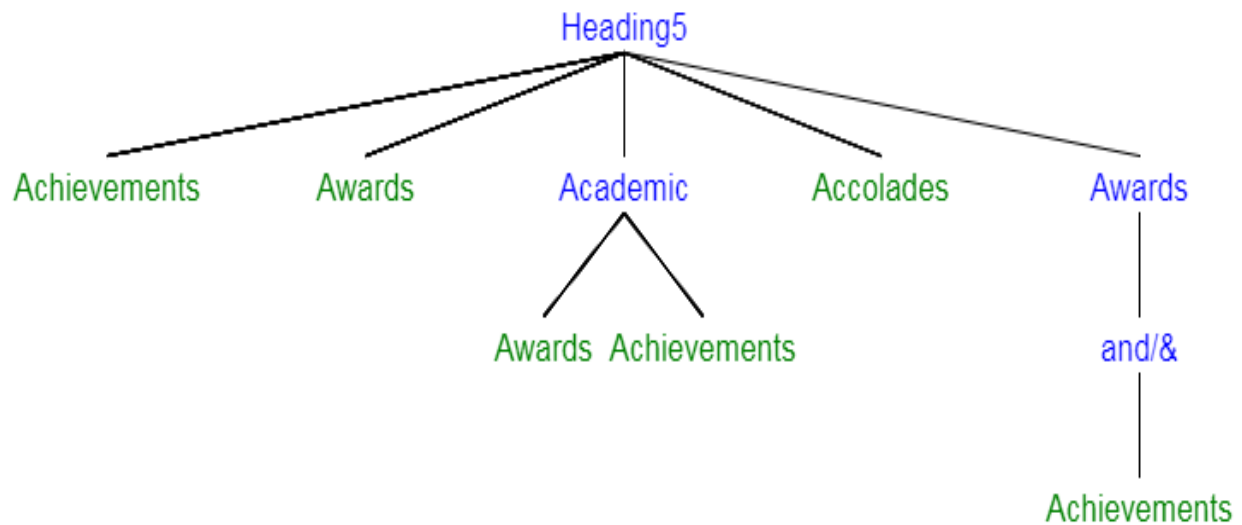 Heading5
Achievements Awards Academic Accolades Awards
Awards Achievements and/&
Achievements